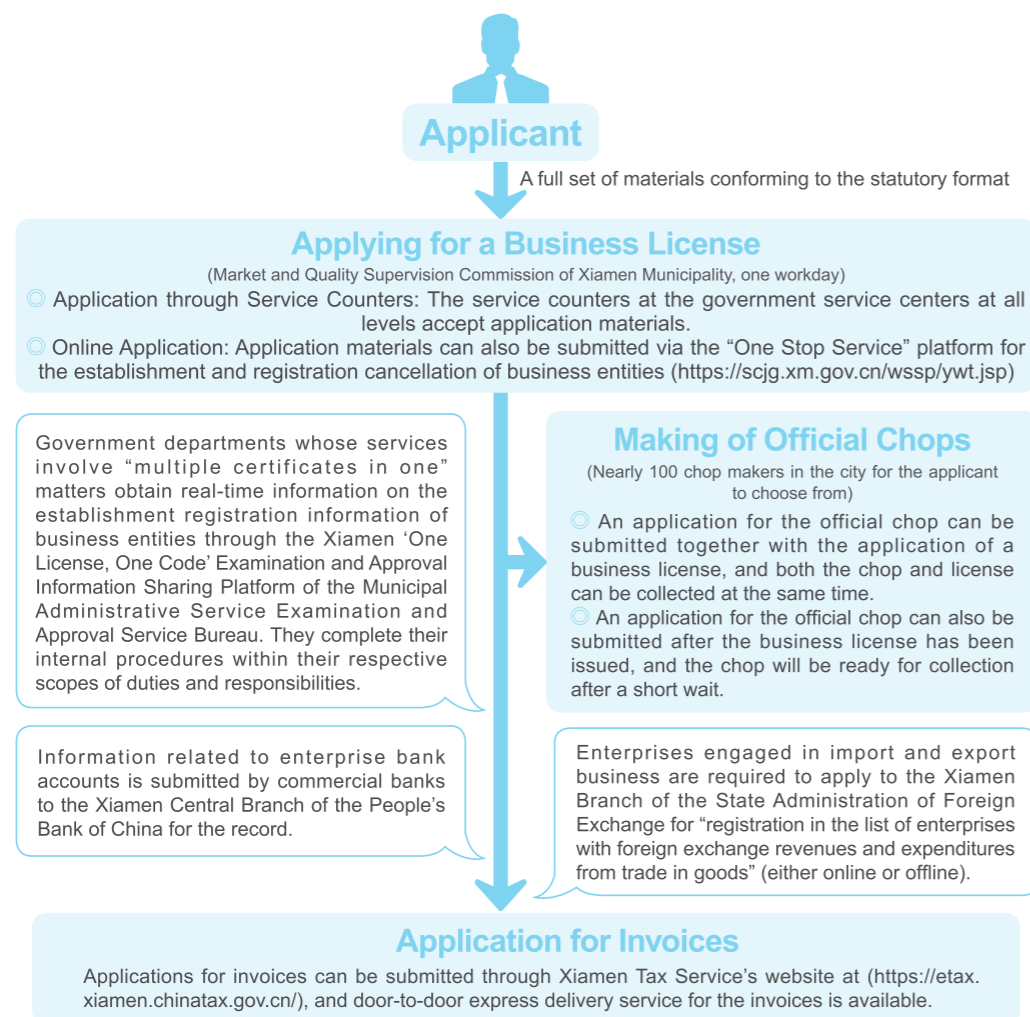 Applicant
A full set of materials conforming to the statutory format
Applying for a Business License
(Market and Quality Supervision Commission of Xiamen Municipality, one workday)
◎ Application through Service Counters: The service counters at the government service centers at all
levels accept application materials.
◎ Online Application: Application materials can also be submitted via the “One Stop Service” platform for
the establishment and registration cancellation of business entities (https://scjg.xm.gov.cn/wssp/ywt.jsp)
Government departments whose services
involve “multiple certificates in one”
matters obtain real-time information on the
establishment registration information of
business entities through the Xiamen ‘One
License, One Code’ Examination and Approval
Information Sharing Platform of the Municipal
Administrative Service Examination and
Approval Service Bureau. They complete their
internal procedures within their respective
scopes of duties and responsibilities.
Making of Official Chops
(Nearly 100 chop makers in the city for the applicant
to choose from)
◎ An application for the official chop can be
submitted together with the application of a
business license, and both the chop and license
can be collected at the same time.
◎ An application for the official chop can also be
submitted after the business license has been
issued, and the chop will be ready for collection
after a short wait.
Information related to enterprise bank
accounts is submitted by commercial banks
to the Xiamen Central Branch of the People’s
Bank of China for the record.
Enterprises engaged in import and export
business are required to apply to the Xiamen
Branch of the State Administration of Foreign
Exchange for “registration in the list of enterprises
with foreign exchange revenues and expenditures
from trade in goods” (either online or offline).
Application for Invoices
Applications for invoices can be submitted through Xiamen Tax Service’s website at (https://etax.
xiamen.chinatax.gov.cn/), and door-to-door express delivery service for the invoices is available.